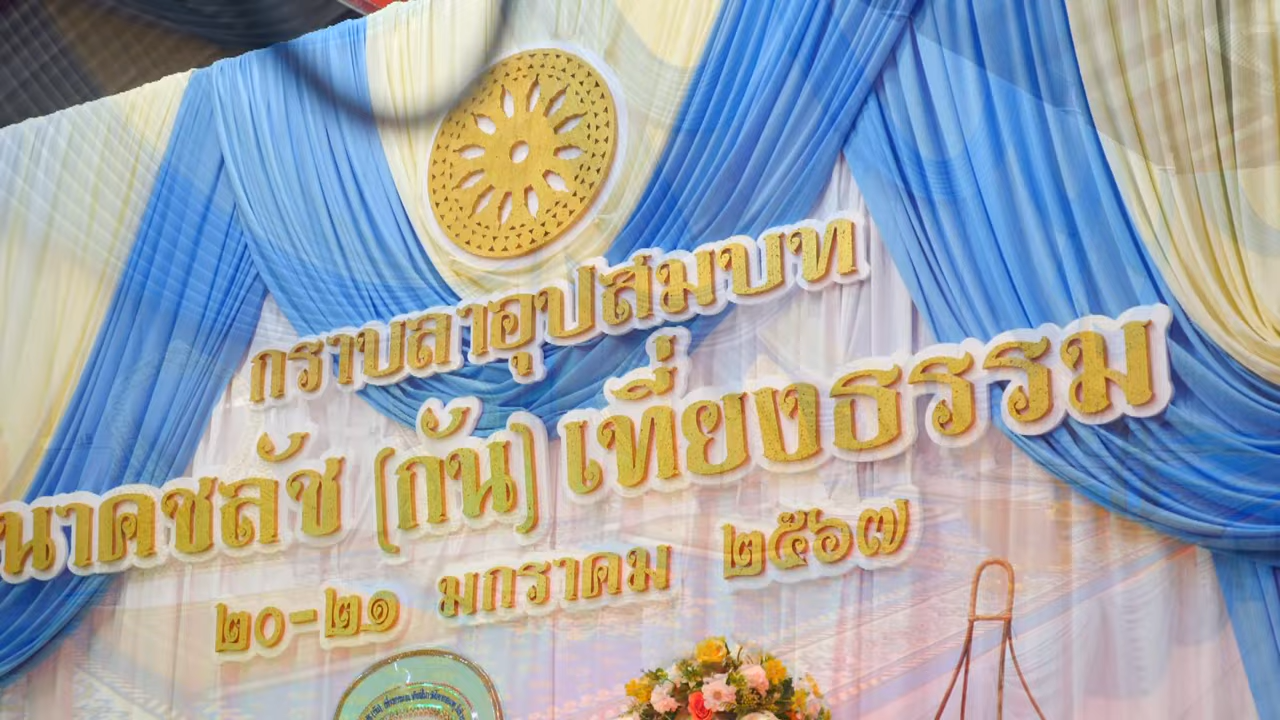 กราบลาอุปสมบท
นาคชลัช (กัน) เที่ยงธรรม
๒๐-๒๑ มกราคม ๒๕๖๗